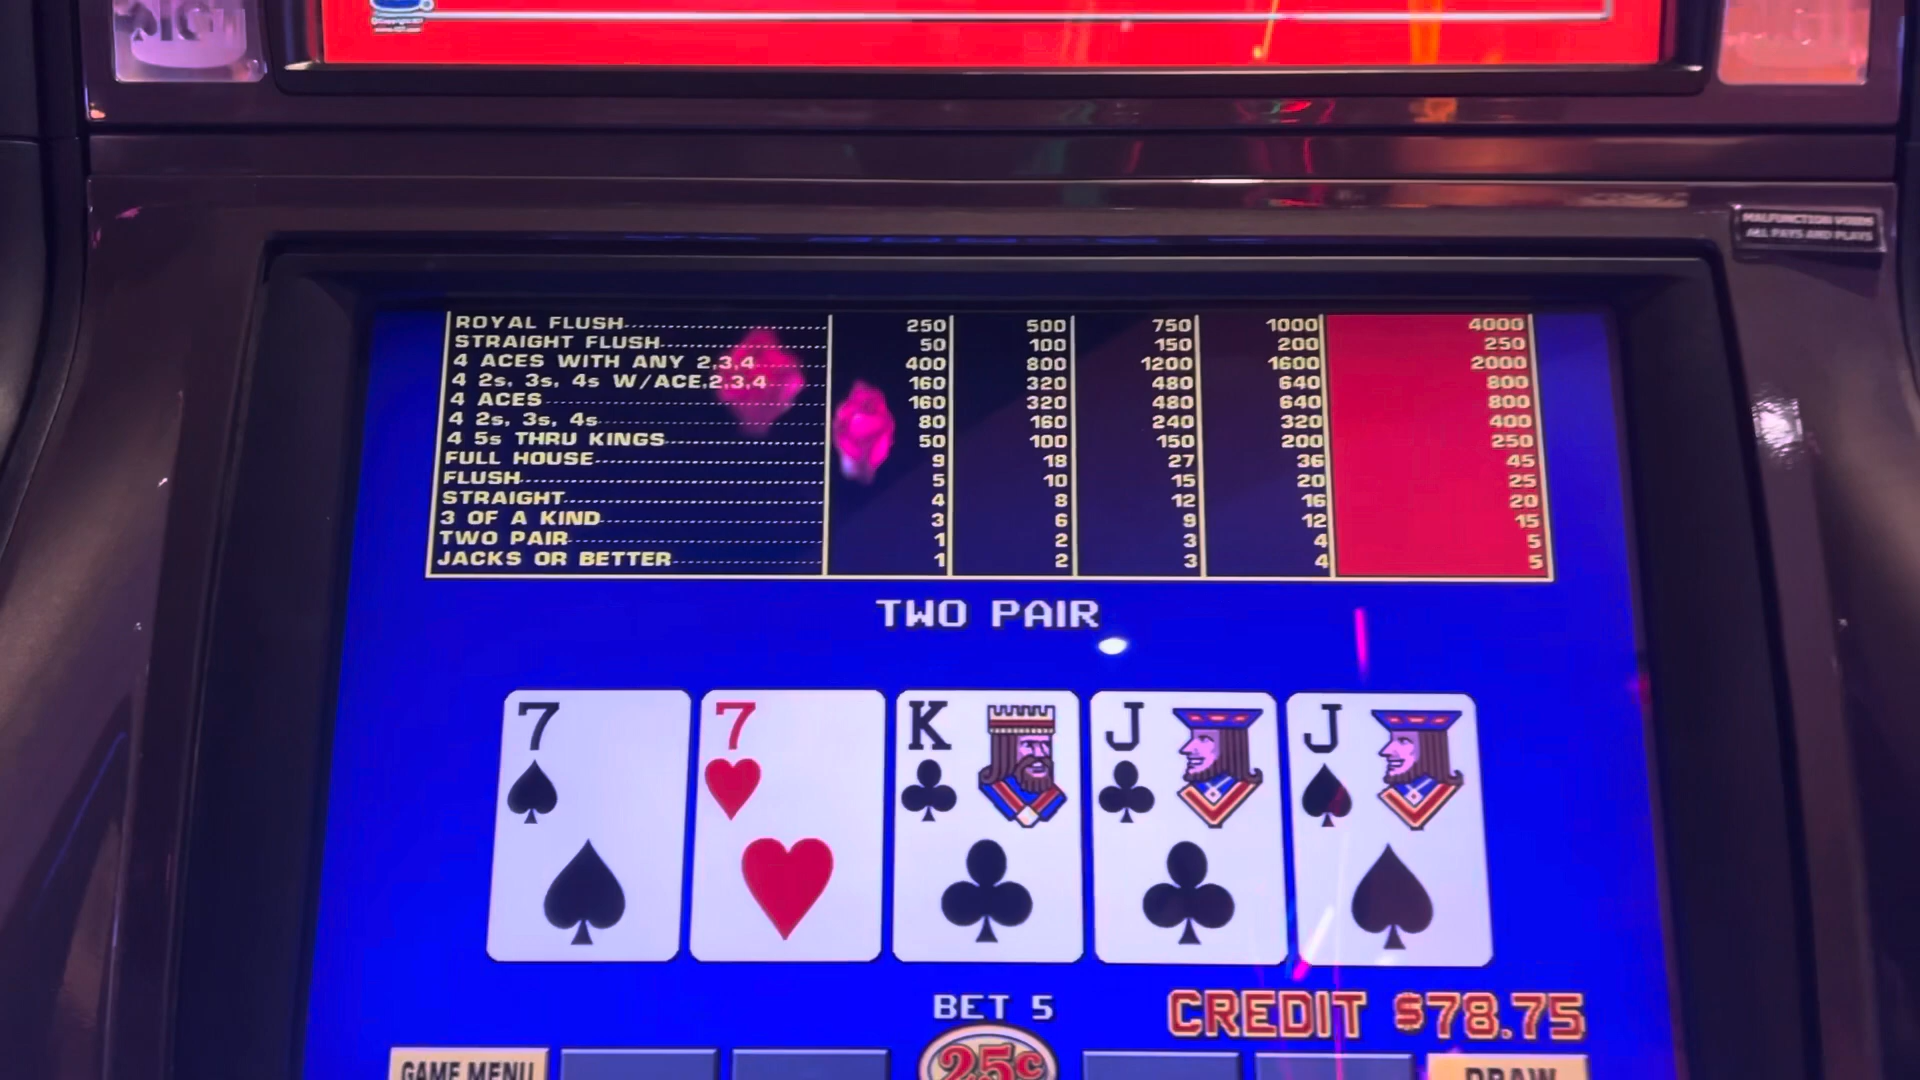 MALFUNCTION VOIDS
ALL PAYS AND PLAYS
ROYAL FLUSH 250 500 750 1000 4000
STRAIGHT FLUSH 50 100 150 200 250
4 ACES WITH ANY 2,3,4 400 800 1200 1600 2000
4 2s, 3s, 4s W/ACE,2,3,4 160 320 480 640 800
4 ACES 160 320 480 640 800
4 2s, 3s, 4s 80 160 240 320 400
4 5s THRU KINGS 50 100 150 200 250
FULL HOUSE 9 18 27 36 45
FLUSH 5 10 15 20 25
STRAIGHT 4 8 12 16 20
3 OF A KIND 3 6 9 12 15
TWO PAIR 1 2 3 4 5
JACKS OR BETTER 1 2 3 4 5
TWO PAIR
7 7 K J J
BET 5 CREDIT $78.75
GAME MENU 25¢ DRAW